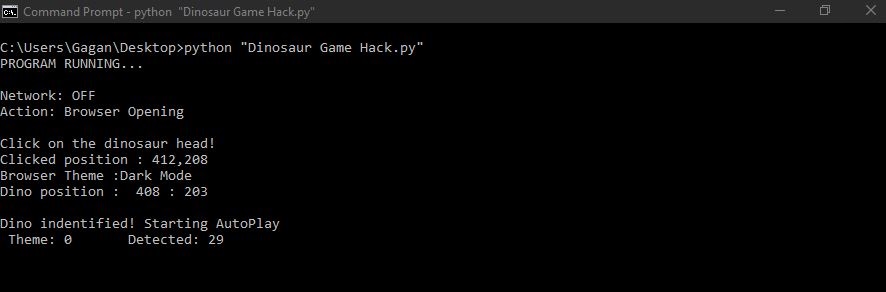 Command Prompt - python "Dinosaur Game Hack.py"
C:\Users\Gagan\Desktop>python "Dinosaur Game Hack.py"
PROGRAM RUNNING...
Network: OFF
Action: Browser Opening
Click on the dinosaur head!
Clicked position : 412,208
Browser Theme :Dark Mode
Dino position :  408 : 203
Dino indentified! Starting AutoPlay
 Theme: 0       Detected: 29